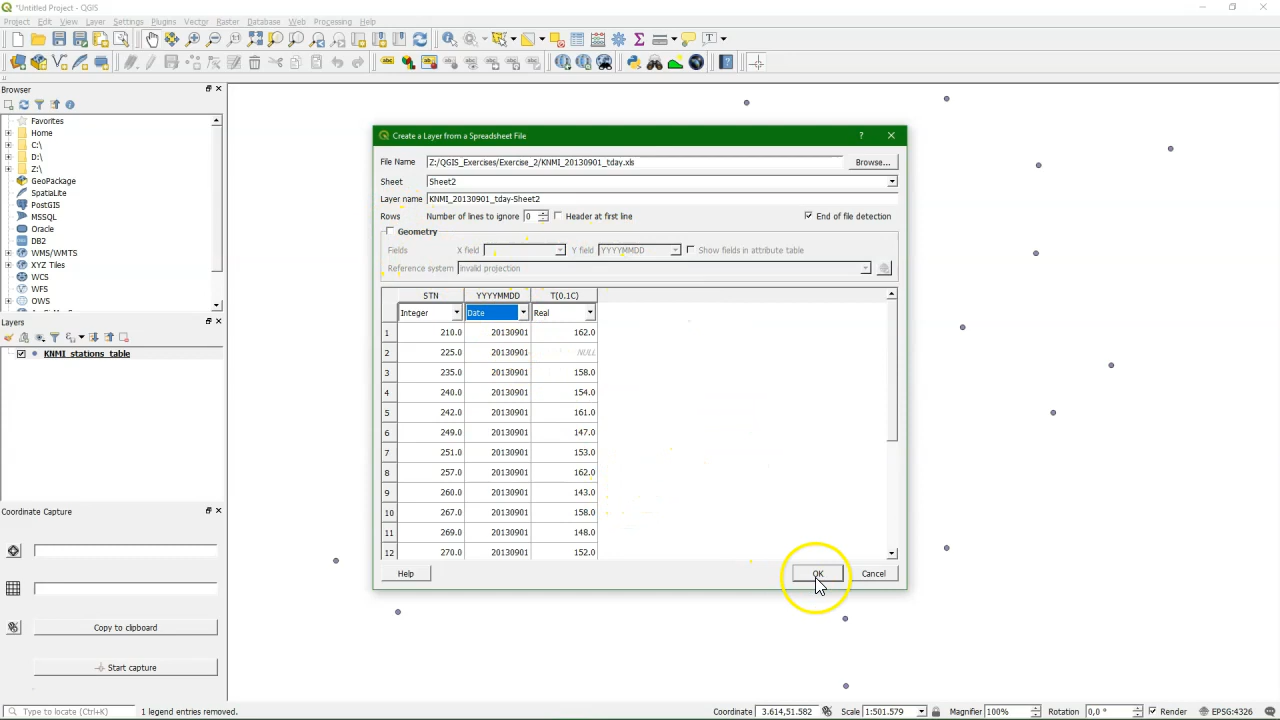 *Untitled Project - QGIS
Project Edit View Layer Settings Plugins Vector Raster Database Web Processing Help
Browser
Favorites
Home
C:\
D:\
Z:\
GeoPackage
SpatiaLite
PostGIS
MSSQL
Oracle
DB2
WMS/WMTS
XYZ Tiles
WCS
WFS
OWS
Layers
KNMI_stations_table
Coordinate Capture
Copy to clipboard
Start capture
Create a Layer from a Spreadsheet File
File Name Z:/QGIS_Exercises/Exercise_2/KNMI_20130901_tday.xls Browse...
Sheet Sheet2
Layer name KNMI_20130901_tday-Sheet2
Rows Number of lines to ignore 0 Header at first line End of file detection
Geometry
Fields X field Y field YYYYMMDD Show fields in attribute table
Reference system invalid projection
STN YYYYMMDD T(0.1C)
Integer Date Real
1 210.0 20130901 162.0
2 225.0 20130901 NULL
3 235.0 20130901 158.0
4 240.0 20130901 154.0
5 242.0 20130901 161.0
6 249.0 20130901 147.0
7 251.0 20130901 153.0
8 257.0 20130901 162.0
9 260.0 20130901 143.0
10 267.0 20130901 158.0
11 269.0 20130901 148.0
12 270.0 20130901 152.0
Help OK Cancel
Type to locate (Ctrl+K) 1 legend entries removed. Coordinate 3.614,51.582 Scale 1:501.579 Magnifier 100% Rotation 0,0 ° Render EPSG:4326